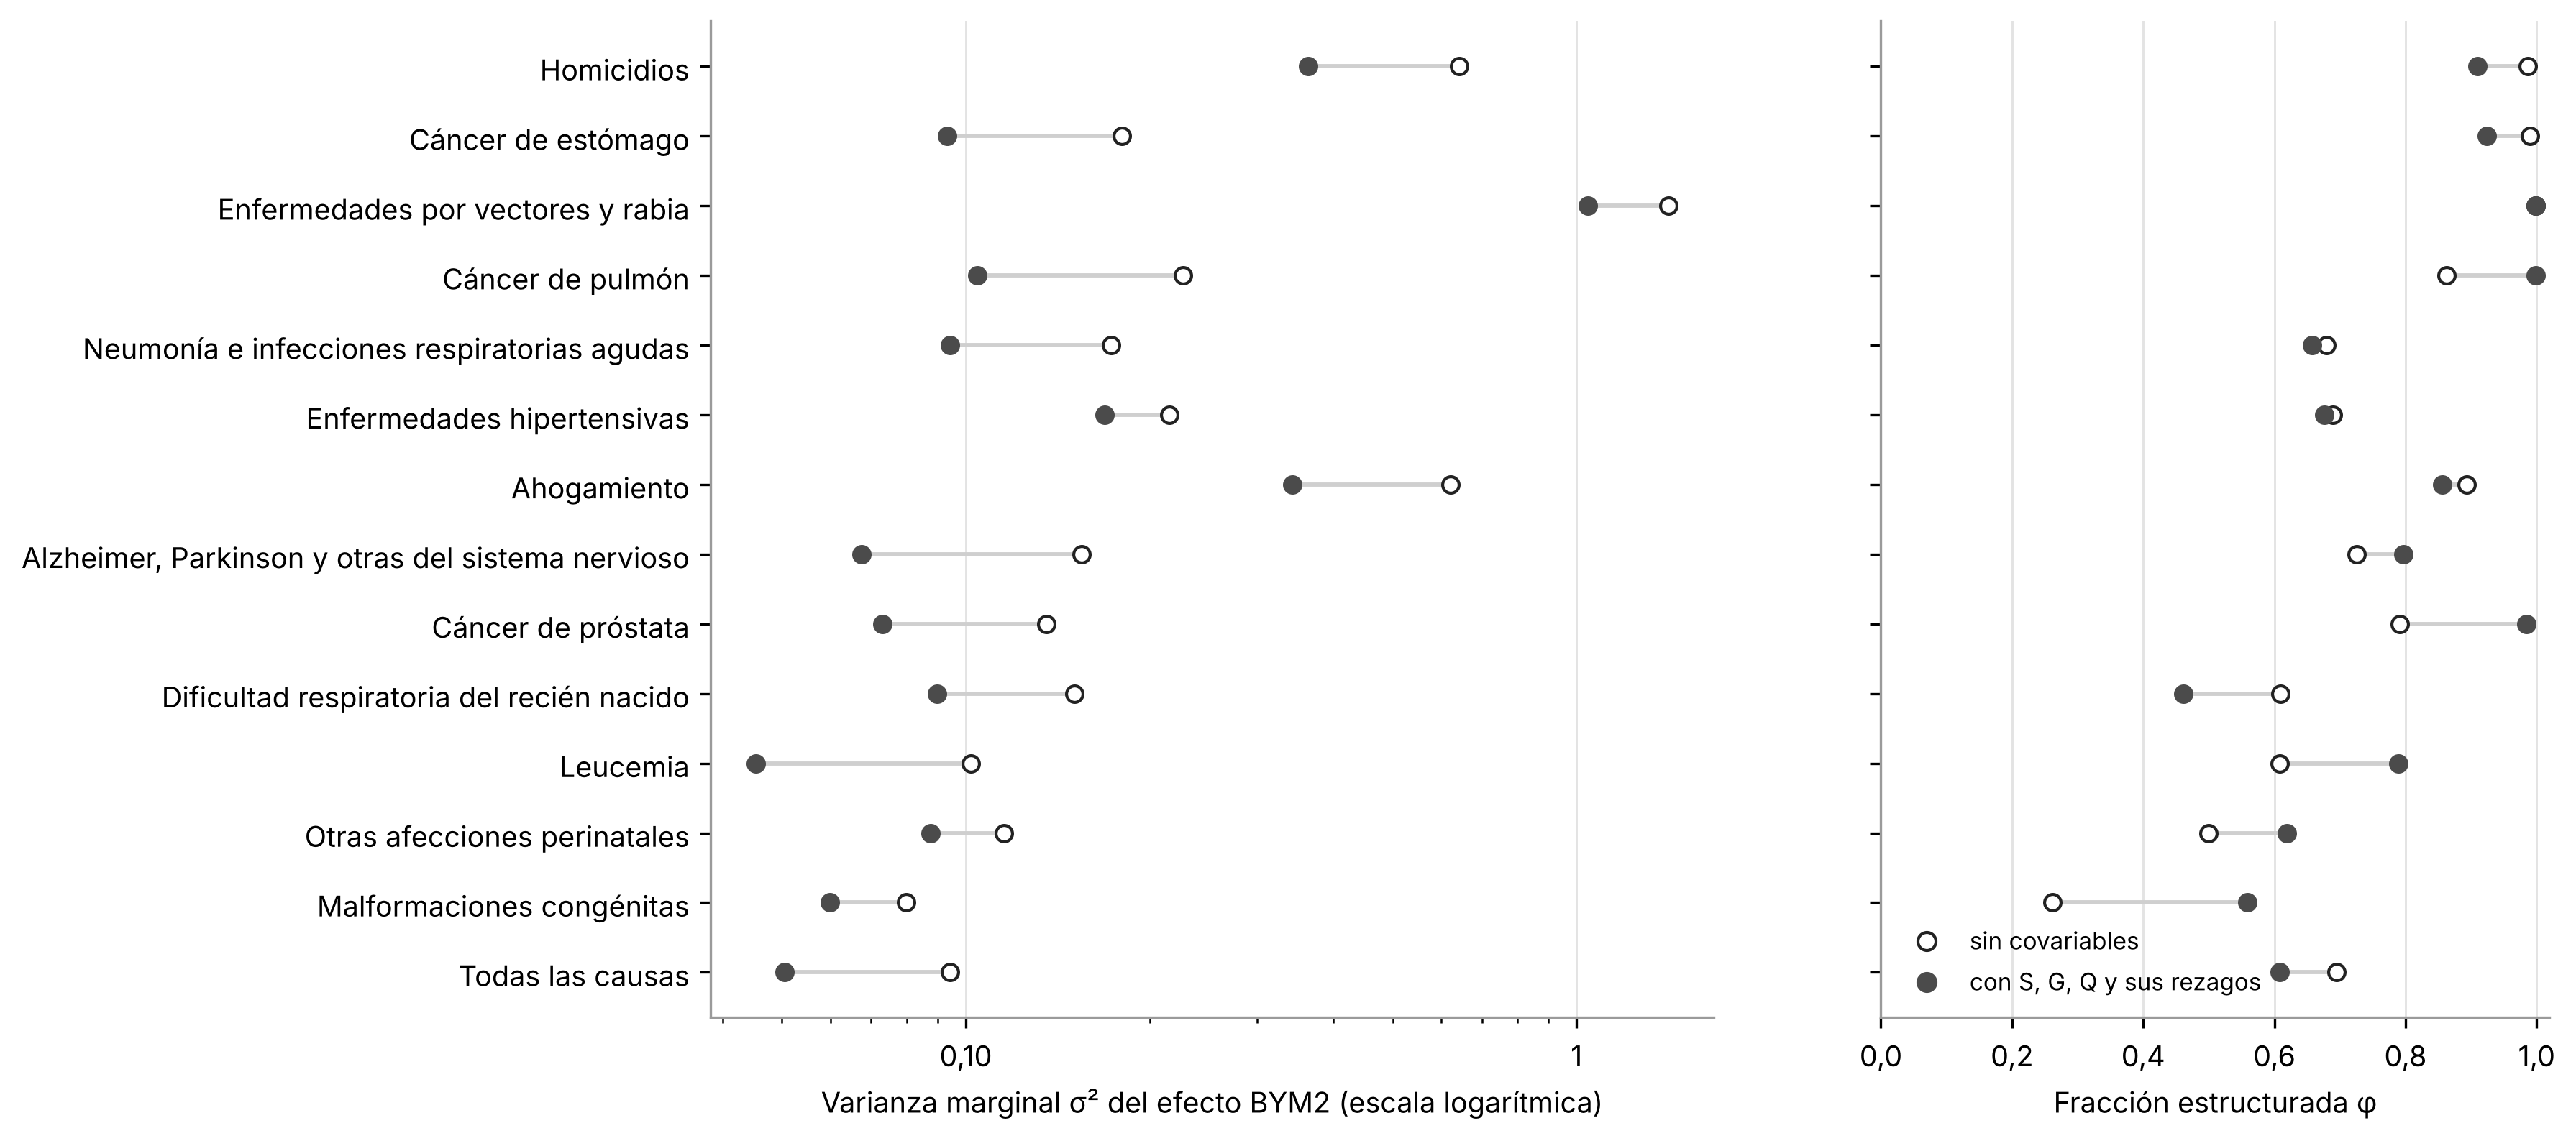 Homicidios
Cáncer de estómago
Enfermedades por vectores y rabia
Cáncer de pulmón
Neumonía e infecciones respiratorias agudas
Enfermedades hipertensivas
Ahogamiento
Alzheimer, Parkinson y otras del sistema nervioso
Cáncer de próstata
Dificultad respiratoria del recién nacido
Leucemia
Otras afecciones perinatales
Malformaciones congénitas
Todas las causas
0,10 1
Varianza marginal σ² del efecto BYM2 (escala logarítmica)
sin covariables
con S, G, Q y sus rezagos
0,0 0,2 0,4 0,6 0,8 1,0
Fracción estructurada φ